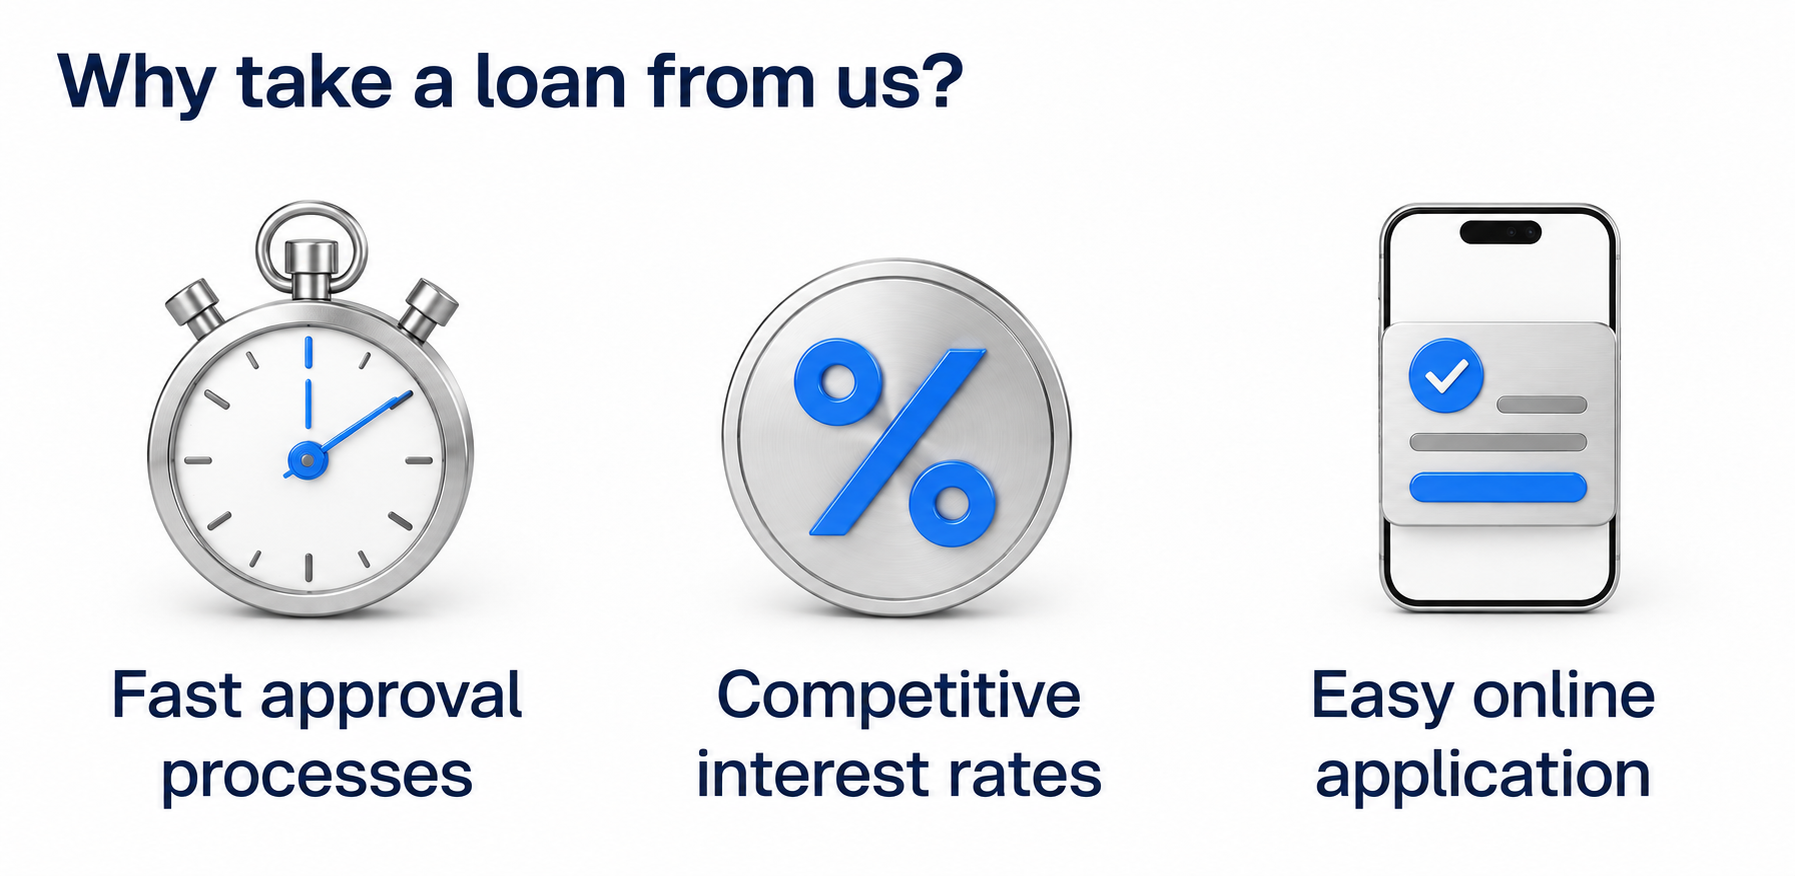 Why take a loan from us?
Fast approval
processes
%
Competitive
interest rates
Easy online
application